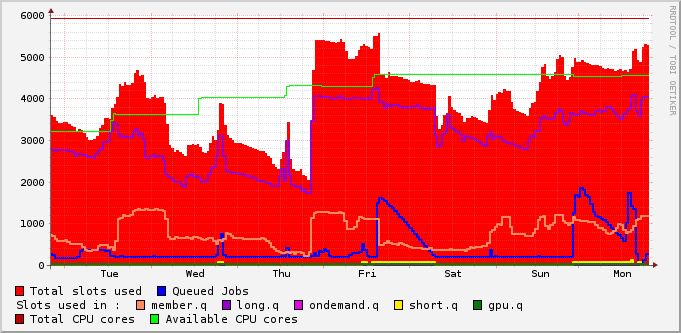 6000
5000
4000
3000
2000
1000
0
Tue Wed Thu Fri Sat Sun Mon
Total slots used Queued Jobs
Slots used in : member.q long.q ondemand.q short.q gpu.q
Total CPU cores Available CPU cores
RRDTOOL / TOBI OETIKER